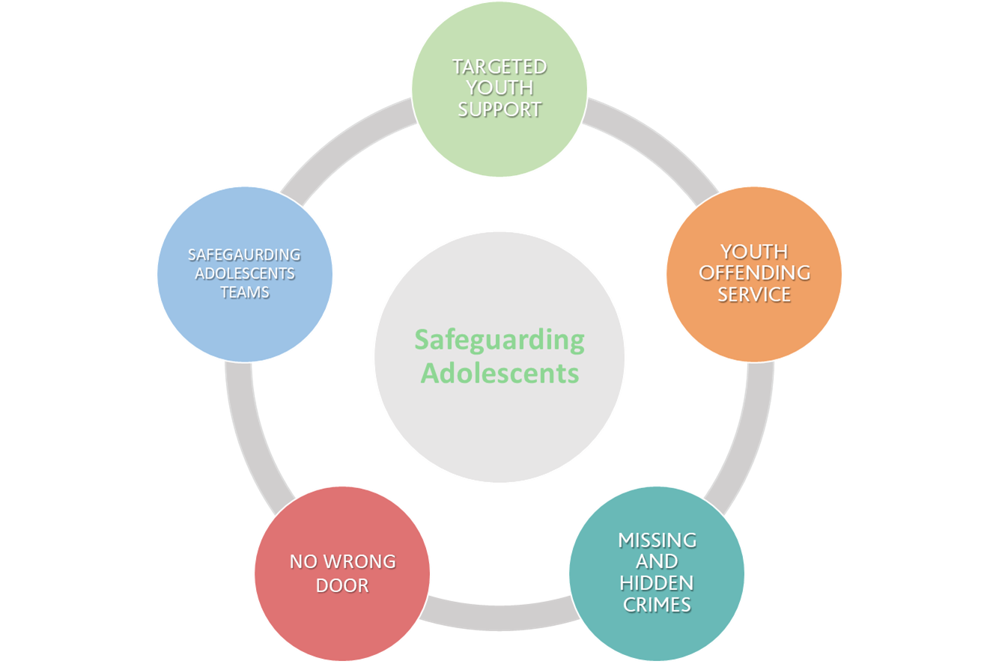 TARGETED
YOUTH
SUPPORT
YOUTH
OFFENDING
SERVICE
MISSING
AND
HIDDEN
CRIMES
NO WRONG
DOOR
SAFEGAURDING
ADOLESCENTS
TEAMS
Safeguarding
Adolescents